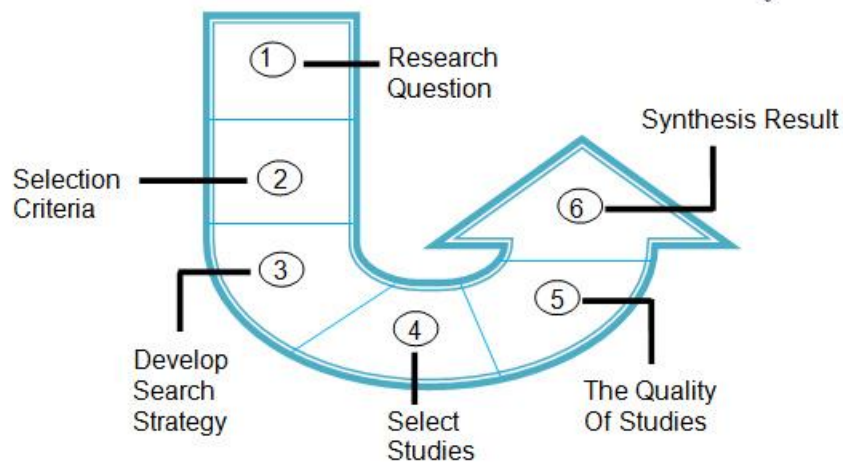 1
Research
Question
Synthesis Result
Selection
Criteria
2
6
3
5
4
Develop
Search
Strategy
Select
Studies
The Quality
Of Studies